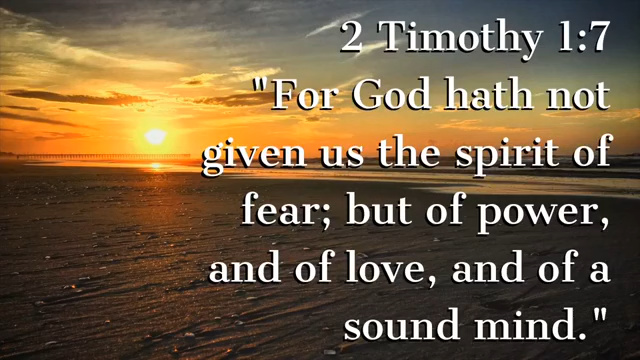 2 Timothy 1:7
"For God hath not
given us the spirit of
fear; but of power,
and of love, and of a
sound mind."